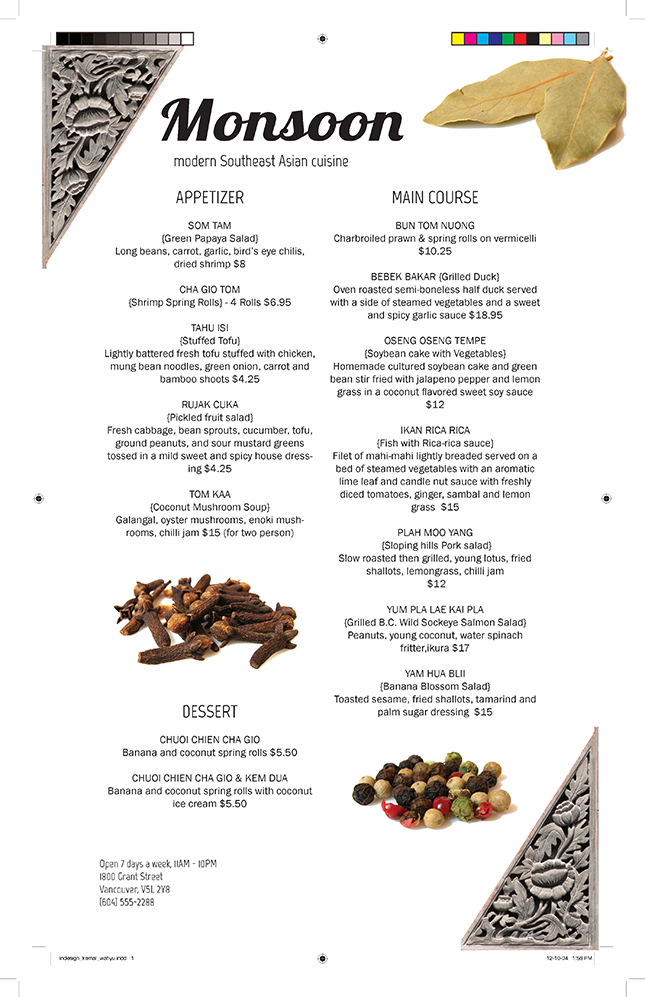 Monsoon
modern Southeast Asian cuisine
APPETIZER
SOM TAM
{Green Papaya Salad}
Long beans, carrot, garlic, bird's eye chilis,
dried shrimp $8
CHA GIO TOM
{Shrimp Spring Rolls} - 4 Rolls $6.95
TAHU ISI
{Stuffed Tofu}
Lightly battered fresh tofu stuffed with chicken,
mung bean noodles, green onion, carrot and
bamboo shoots $4.25
RUJAK CUKA
{Pickled fruit salad}
Fresh cabbage, bean sprouts, cucumber, tofu,
ground peanuts, and sour mustard greens
tossed in a mild sweet and spicy house dress-
ing $4.25
TOM KAA
{Coconut Mushroom Soup}
Galangal, oyster mushrooms, enoki mush-
rooms, chilli jam $15 (for two person)
DESSERT
CHUOI CHIEN CHA GIO
Banana and coconut spring rolls $5.50
CHUOI CHIEN CHA GIO & KEM DUA
Banana and coconut spring rolls with coconut
ice cream $5.50
MAIN COURSE
BUN TOM NUONG
Charbroiled prawn & spring rolls on vermicelli
$10.25
BEBEK BAKAR {Grilled Duck}
Oven roasted semi-boneless half duck served
with a side of steamed vegetables and a sweet
and spicy garlic sauce $18.95
OSENG OSENG TEMPE
{Soybean cake with Vegetables}
Homemade cultured soybean cake and green
bean stir fried with jalapeno pepper and lemon
grass in a coconut flavored sweet soy sauce
$12
IKAN RICA RICA
{Fish with Rica-rica sauce}
Filet of mahi-mahi lightly breaded served on a
bed of steamed vegetables with an aromatic
lime leaf and candle nut sauce with freshly
diced tomatoes, ginger, sambal and lemon
grass $15
PLAH MOO YANG
{Sloping hills Pork salad}
Slow roasted then grilled, young lotus, fried
shallots, lemongrass, chilli jam
$12
YUM PLA LAE KAI PLA
{Grilled B.C. Wild Sockeye Salmon Salad}
Peanuts, young coconut, water spinach
fritter,ikura $17
YAM HUA BLII
{Banana Blossom Salad}
Toasted sesame, fried shallots, tamarind and
palm sugar dressing $15
Open 7 days a week, 11AM - 10PM
1800 Grant Street
Vancouver, V5L 2Y8
(604) 555-2288
indesign_kemal_wahyu.indd 1
12-10-04 1:58 PM